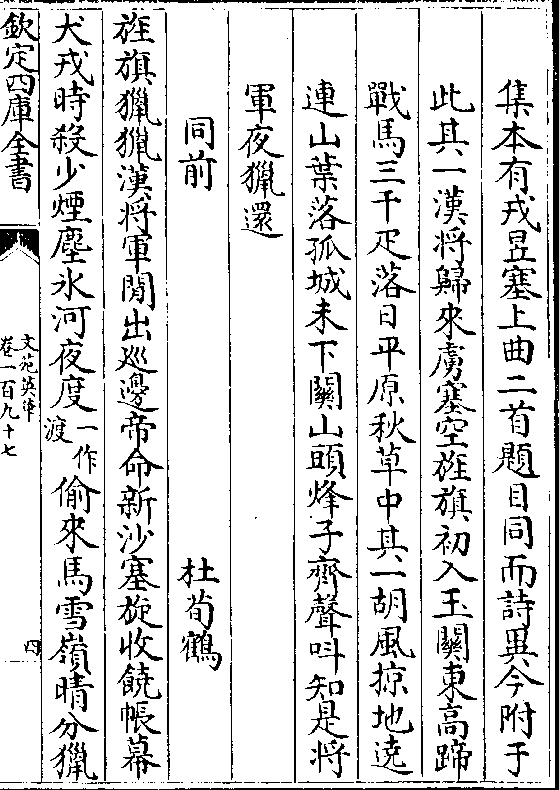 集本有戎昱塞上曲二首題目同而詩異今附于
此其一漢將歸來虜塞空旌旗初入玉關東高蹄
戰馬三千疋落日平原秋草中其二胡風掠地遶
連山葉落孤城未下關山頭烽子齊聲呌知是將
軍夜獵還
同前 杜荀鶴
旌旗獵獵漢將軍閒出巡邊帝命新沙塞旋收饒帳幕
犬戎時殺少煙塵氷河夜度一作渡偷來馬雪嶺晴分獵
欽定四庫全書
文苑英華
卷一百九十七
四